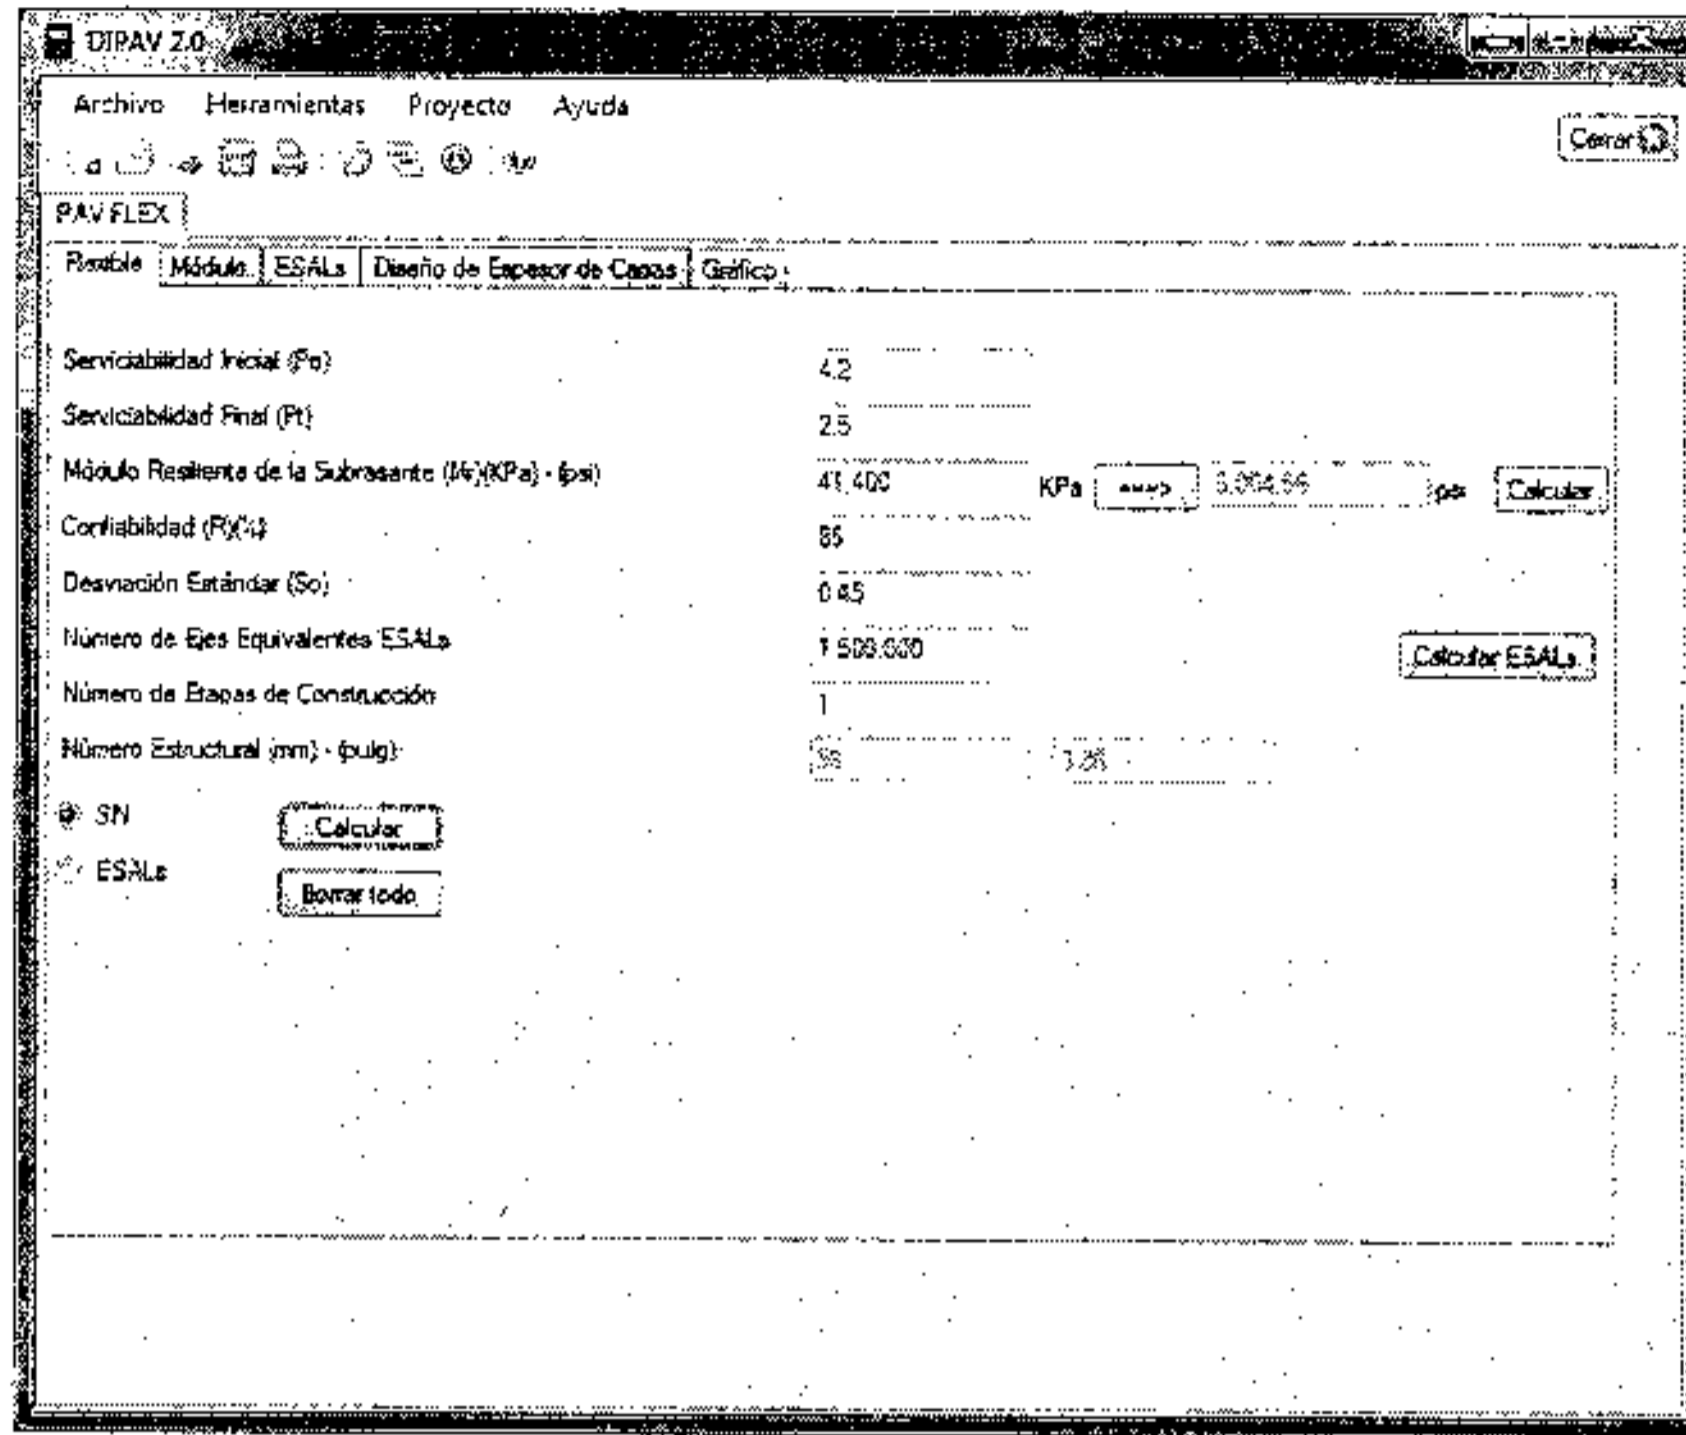 DIPAV 2.0
Archivo Herramientas Proyecto Ayuda
Cerrar
PAV FLEX
Flexible Módulo ESALs Diseño de Espesor de Capas Gráfico
Serviciabilidad Inicial (Po) 4.2
Serviciabilidad Final (Pt) 2.5
Módulo Resiliente de la Subrasante (Mr)(KPa) - (psi) 41,400 KPa psi Calcular
Confiabilidad (R)(%) 85
Desviación Estándar (So) 0.45
Número de Ejes Equivalentes ESALs Calcular ESALs
Número de Etapas de Construcción 1
Número Estructural (mm) - (pulg)
SN Calcular
ESALs Borrar todo